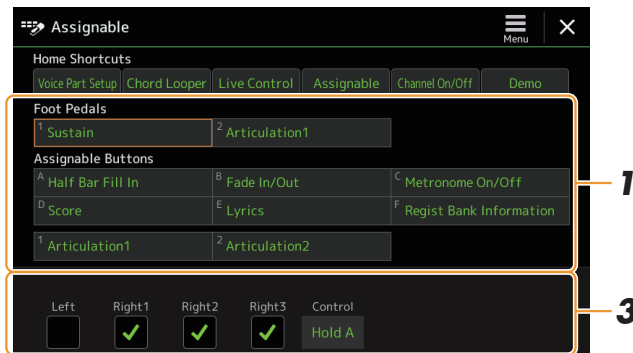 Assignable
Menu
Home Shortcuts
Voice Part Setup Chord Looper Live Control Assignable Channel On/Off Demo
Foot Pedals
1 Sustain 2 Articulation1
Assignable Buttons
A Half Bar Fill In B Fade In/Out C Metronome On/Off
D Score E Lyrics F Regist Bank Information
1 Articulation1 2 Articulation2
1
Left Right1 Right2 Right3 Control
Hold A
3